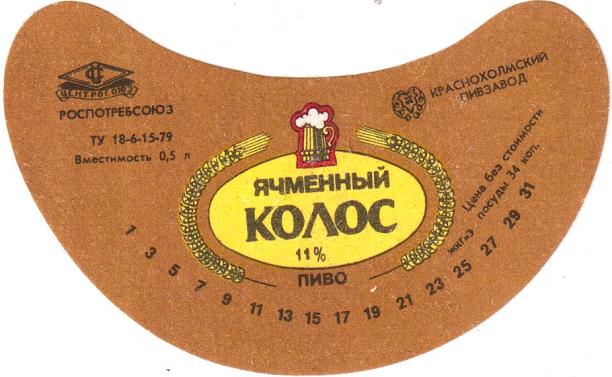 ЦЕНТРОСОЮЗ
РОСПОТРЕБСОЮЗ
ТУ 18-6-15-79
Вместимость 0,5 л
КРАСНОХОЛМСКИЙ
ПИВЗАВОД
ЯЧМЕННЫЙ
КОЛОС
11%
ПИВО
Цена без стоимости
посуды 34 коп.
1 3 5 7 9 11 13 15 17 19 21 23 25 27 29 31